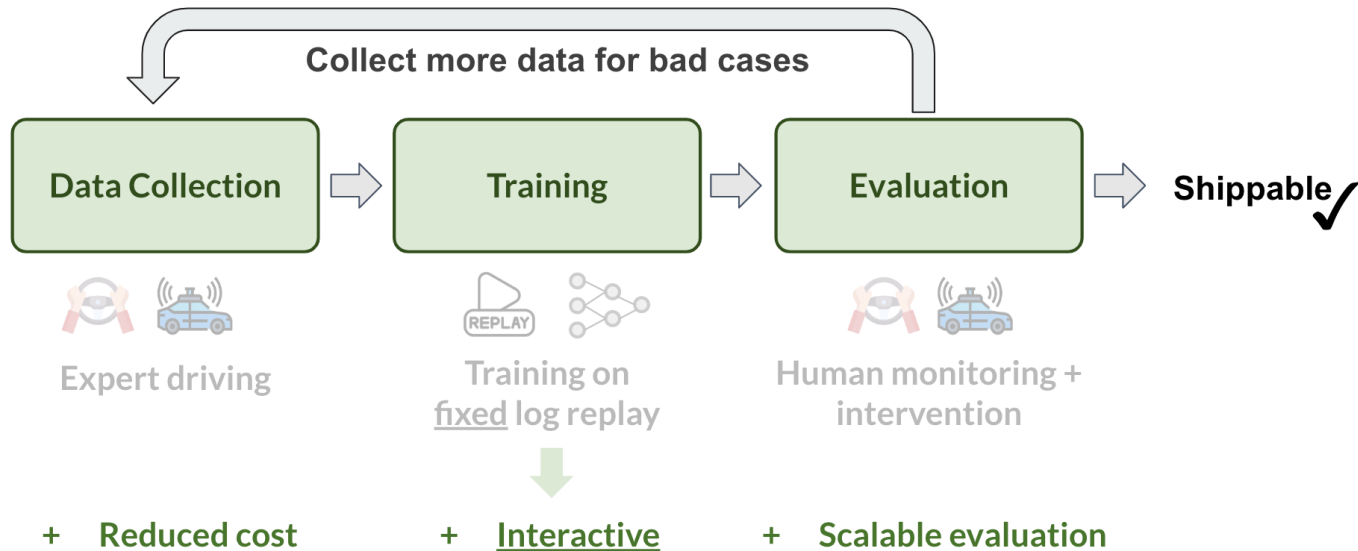 Collect more data for bad cases
Data Collection
Training
Evaluation
Shippable
REPLAY
Expert driving
Training on
fixed log replay
Human monitoring +
intervention
+ Reduced cost
+ Interactive
+ Scalable evaluation